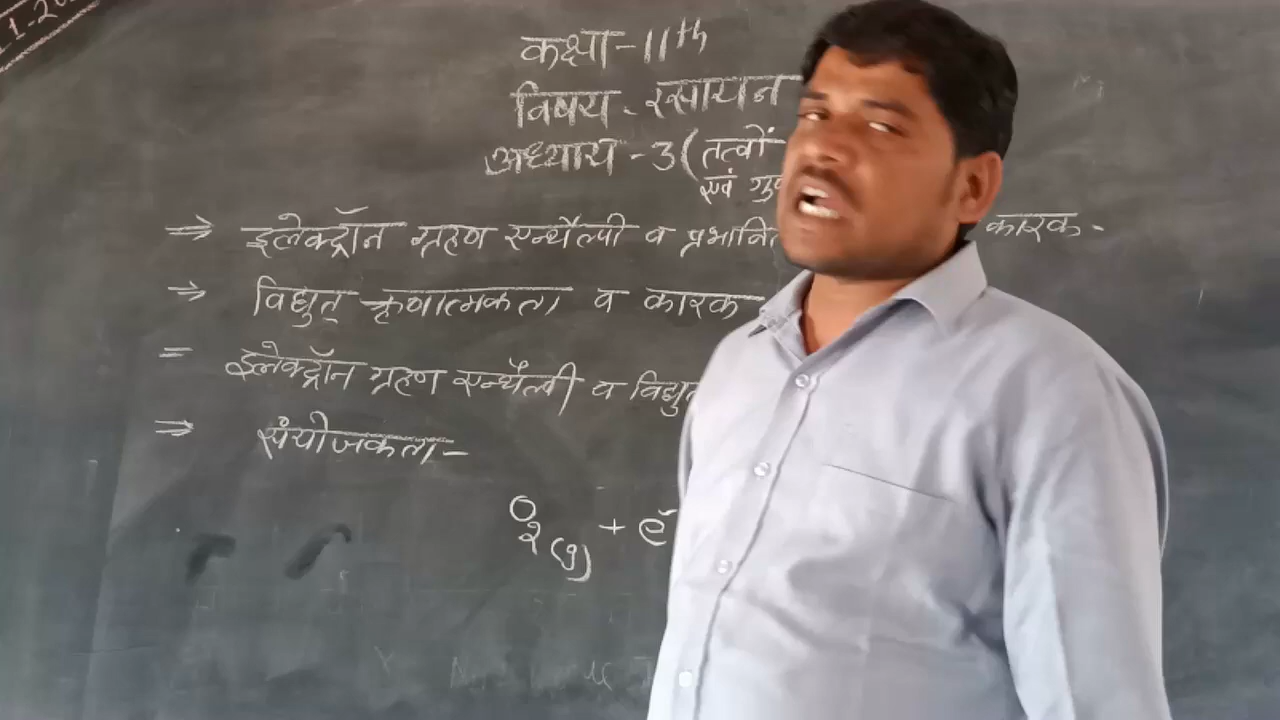 कक्षा-11th
विषय - रसायन
अध्याय - 3 (तत्वों
एवं
⇒ इलेक्ट्रॉन ग्रहण एन्थैल्पी व कारक -
⇒ विद्युत् ऋणात्मकता व कारक
= इलेक्ट्रॉन ग्रहण एन्थैल्पी व विद्युत
⇒ संयोजकता -
O2(g) + e-